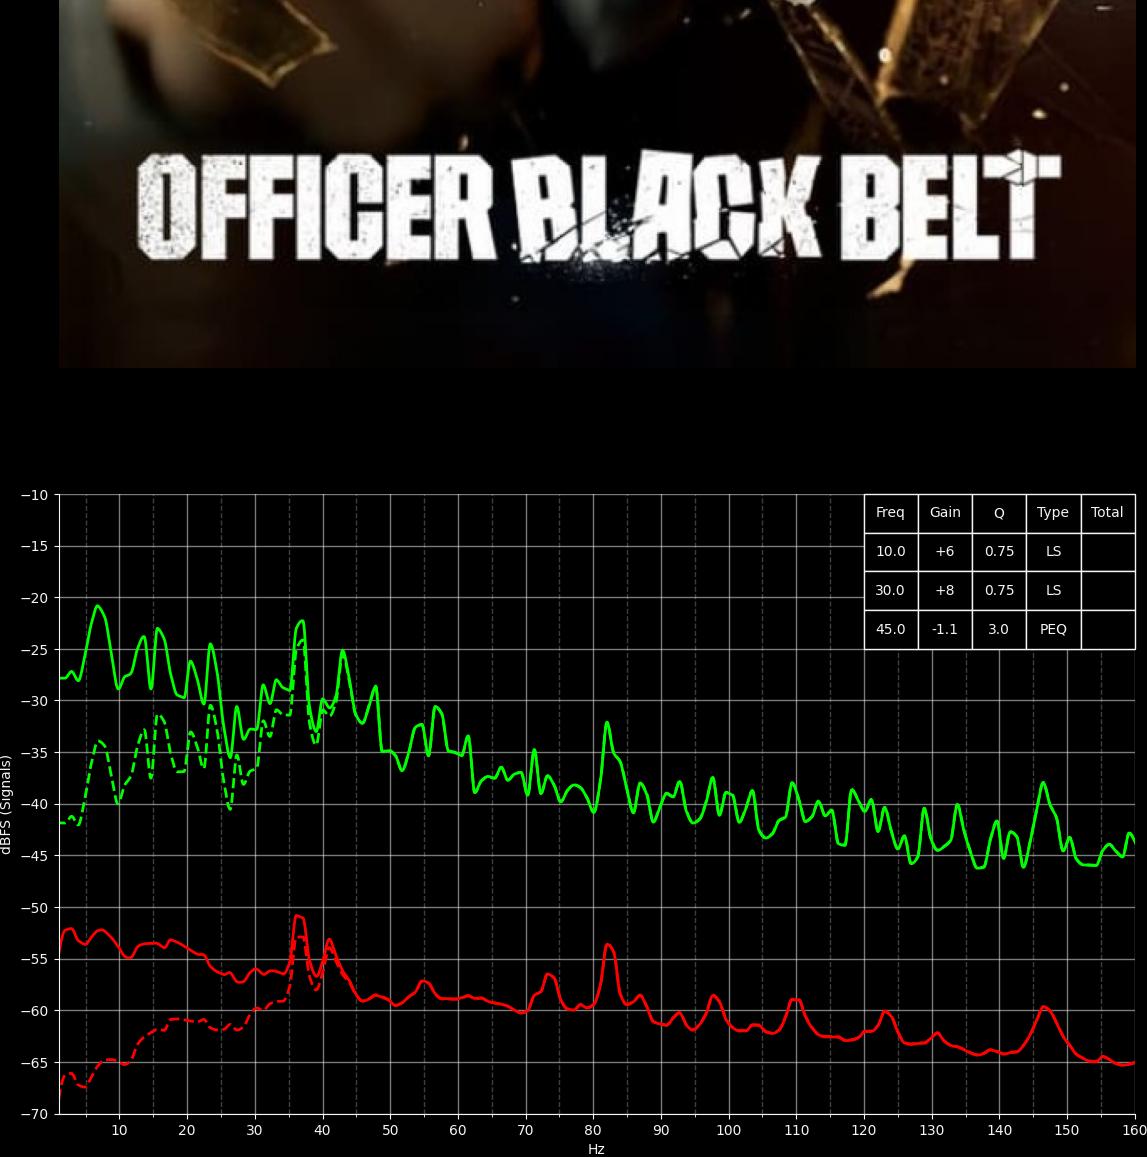 OFFICER BLACK BELT
Freq Gain Q Type Total
10.0 +6 0.75 LS
30.0 +8 0.75 LS
45.0 -1.1 3.0 PEQ
−10
−15
−20
−25
−30
−35
−40
−45
−50
−55
−60
−65
−70
dBFS (Signals)
10 20 30 40 50 60 70 80 90 100 110 120 130 140 150 160
Hz